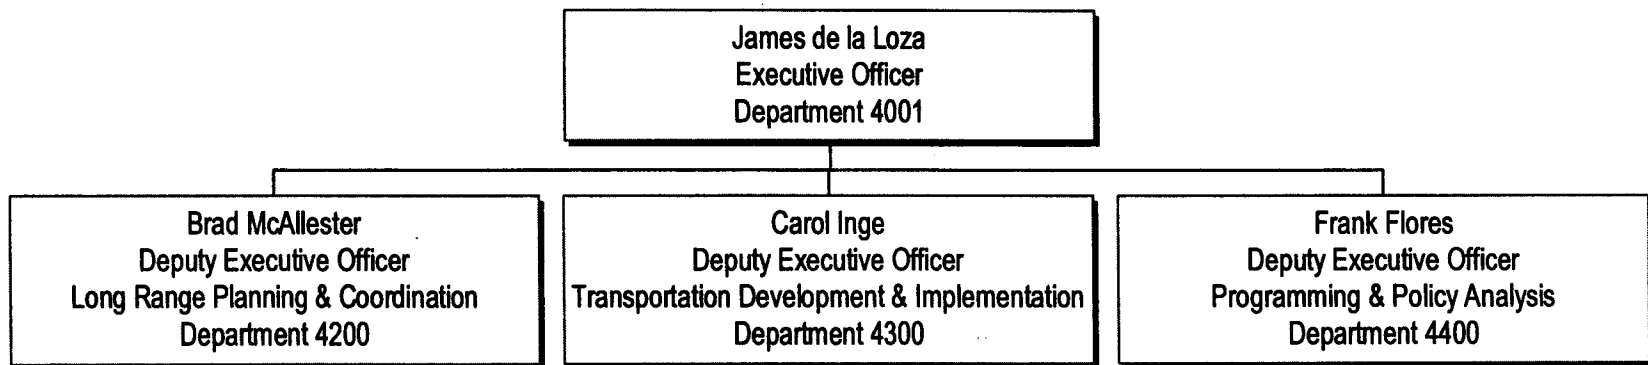 James de la Loza
Executive Officer
Department 4001
Brad McAllester
Deputy Executive Officer
Long Range Planning & Coordination
Department 4200
Carol Inge
Deputy Executive Officer
Transportation Development & Implementation
Department 4300
Frank Flores
Deputy Executive Officer
Programming & Policy Analysis
Department 4400